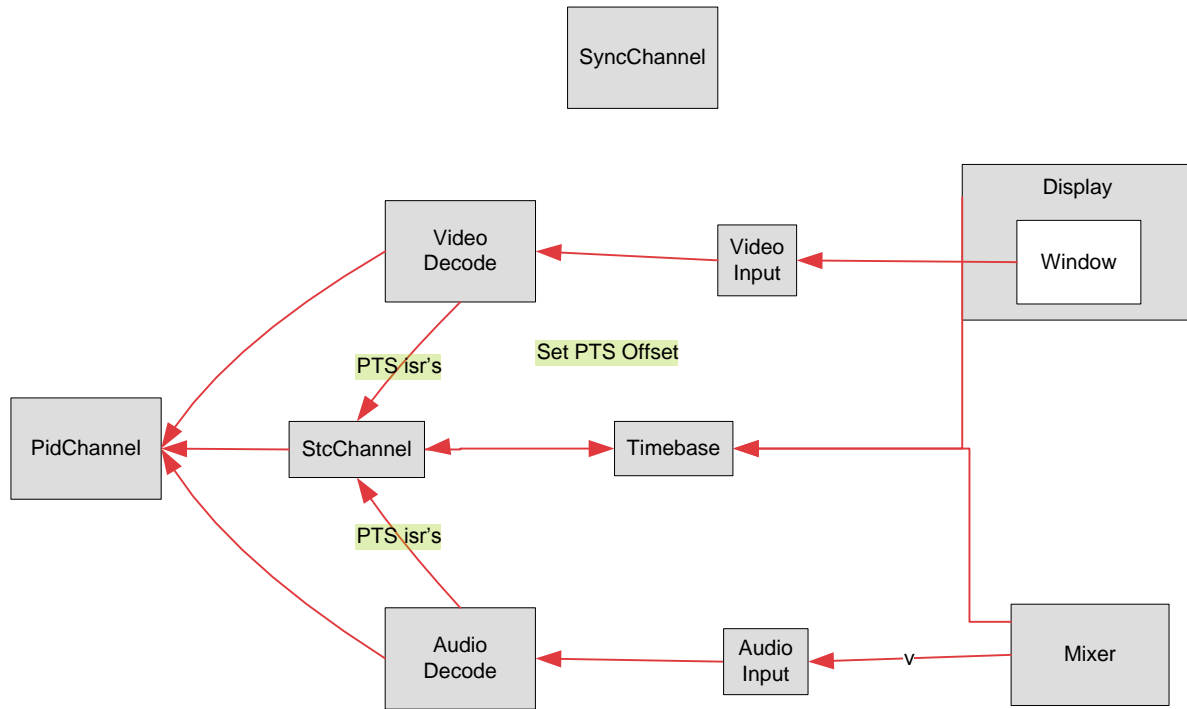 SyncChannel
Display
Video
Decode
Video
Input
Window
PTS isr's
Set PTS Offset
PidChannel
StcChannel
Timebase
PTS isr's
Audio
Decode
Audio
Input
v
Mixer